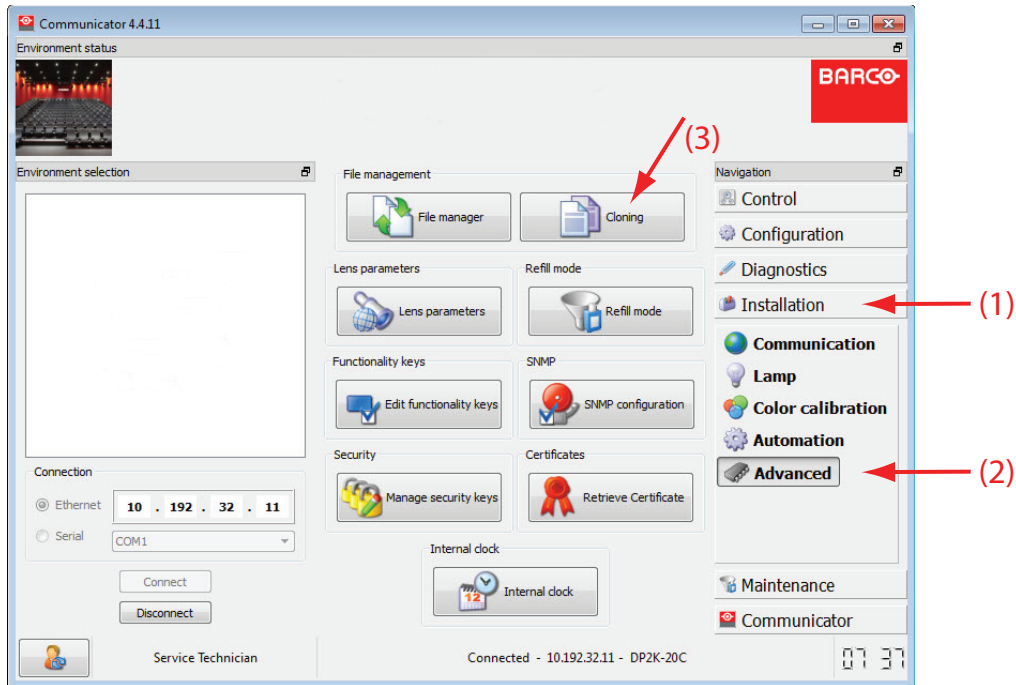 Communicator 4.4.11
Environment status
BARCO
(3)
Environment selection
File management
Navigation
File manager
Cloning
Control
Configuration
Diagnostics
Installation
(1)
Lens parameters
Refill mode
Lens parameters
Refill mode
Communication
Lamp
Color calibration
Automation
Advanced
(2)
Functionality keys
SNMP
Edit functionality keys
SNMP configuration
Security
Certificates
Manage security keys
Retrieve Certificate
Connection
Ethernet
10 . 192 . 32 . 11
Serial
COM1
Connect
Disconnect
Internal clock
12
Internal clock
Maintenance
Communicator
Service Technician
Connected - 10.192.32.11 - DP2K-20C
07 37